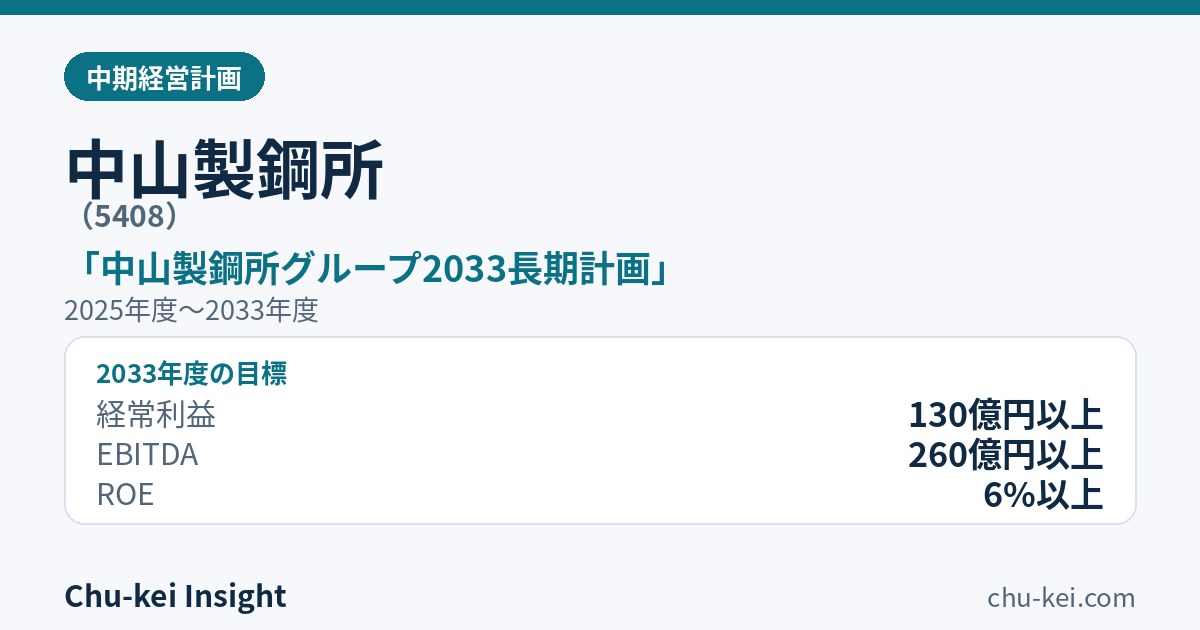 中期経営計画
中山製鋼所
（5408）
「中山製鋼所グループ2033長期計画」
2025年度～2033年度
2033年度の目標
経常利益 130億円以上
EBITDA 260億円以上
ROE 6%以上
Chu-kei Insight chu-kei.com